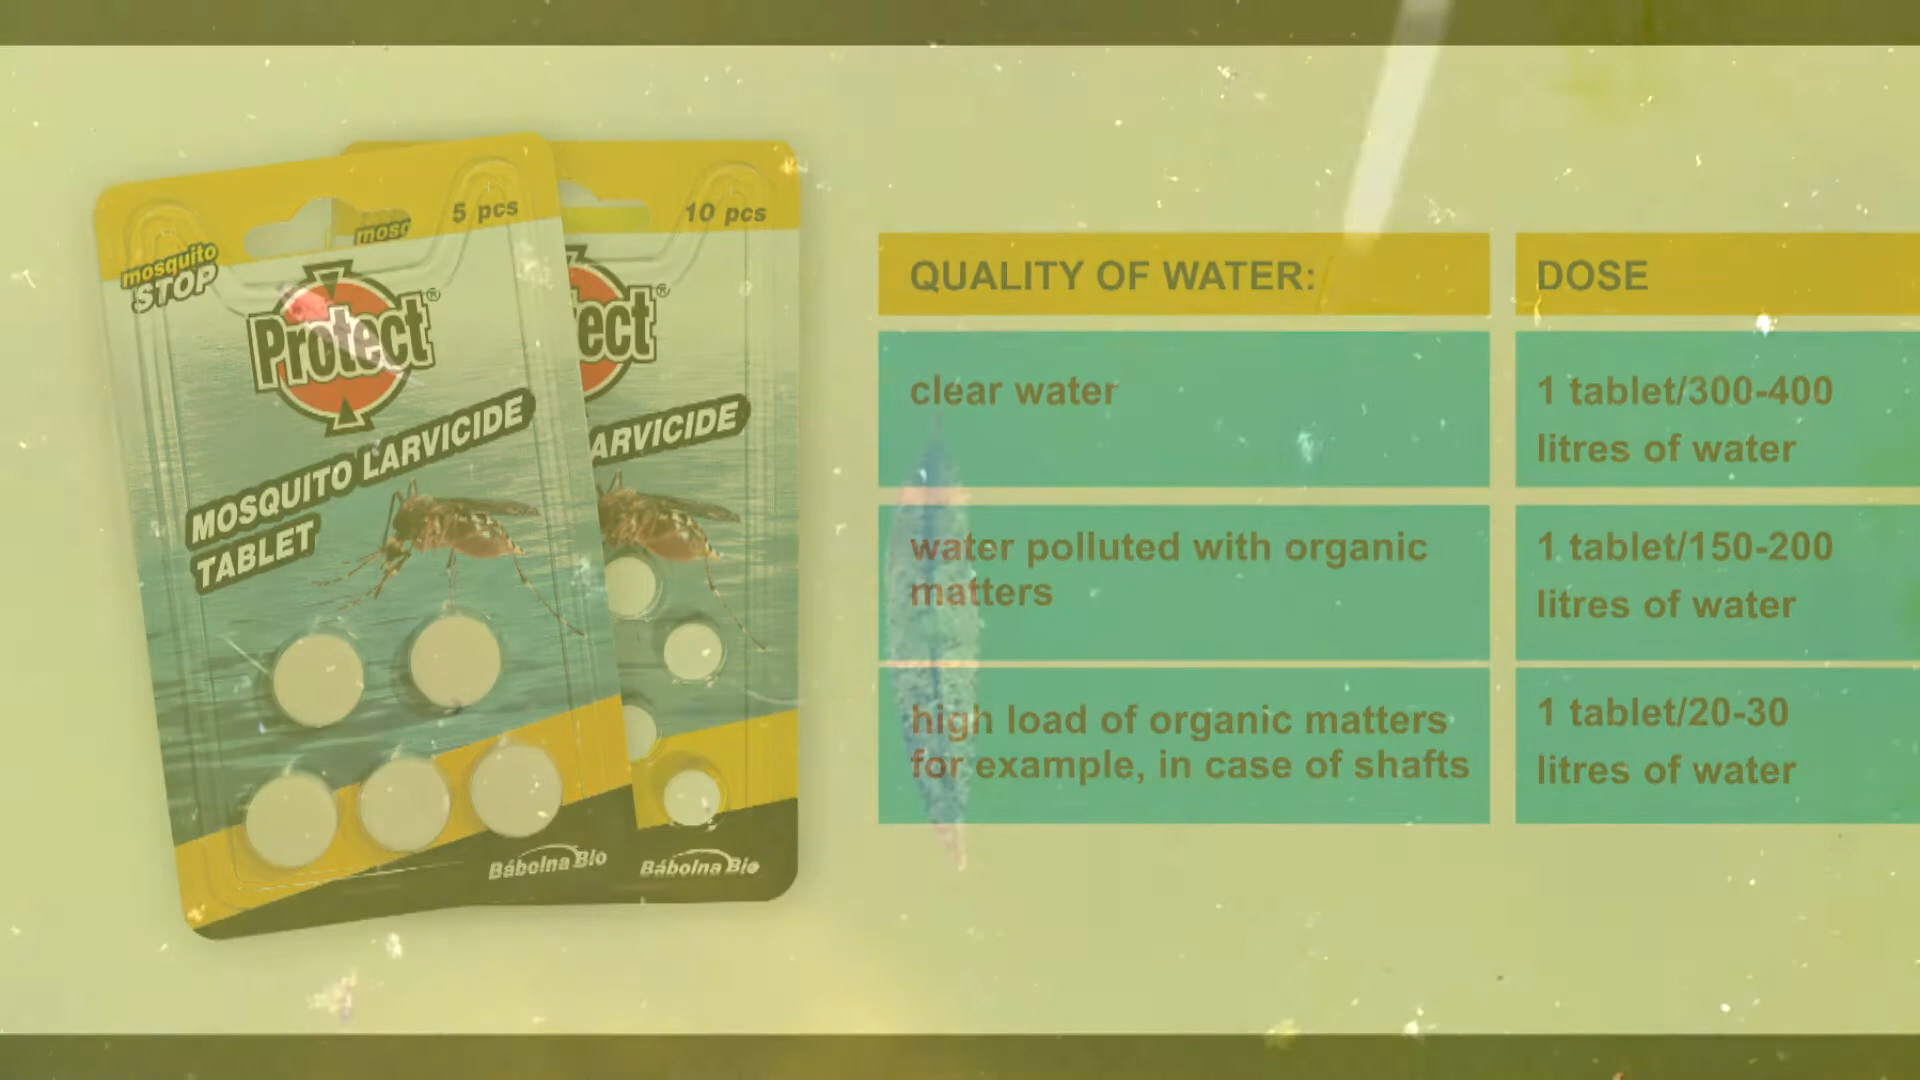 5 pcs
10 pcs
mosq
mosquito
STOP
Protect®
ect®
MOSQUITO LARVICIDE
TABLET
ARVICIDE
Bábolna Bio
Bábolna Bio
QUALITY OF WATER:
DOSE
clear water
1 tablet/300-400
litres of water
water polluted with organic
matters
1 tablet/150-200
litres of water
high load of organic matters
for example, in case of shafts
1 tablet/20-30
litres of water